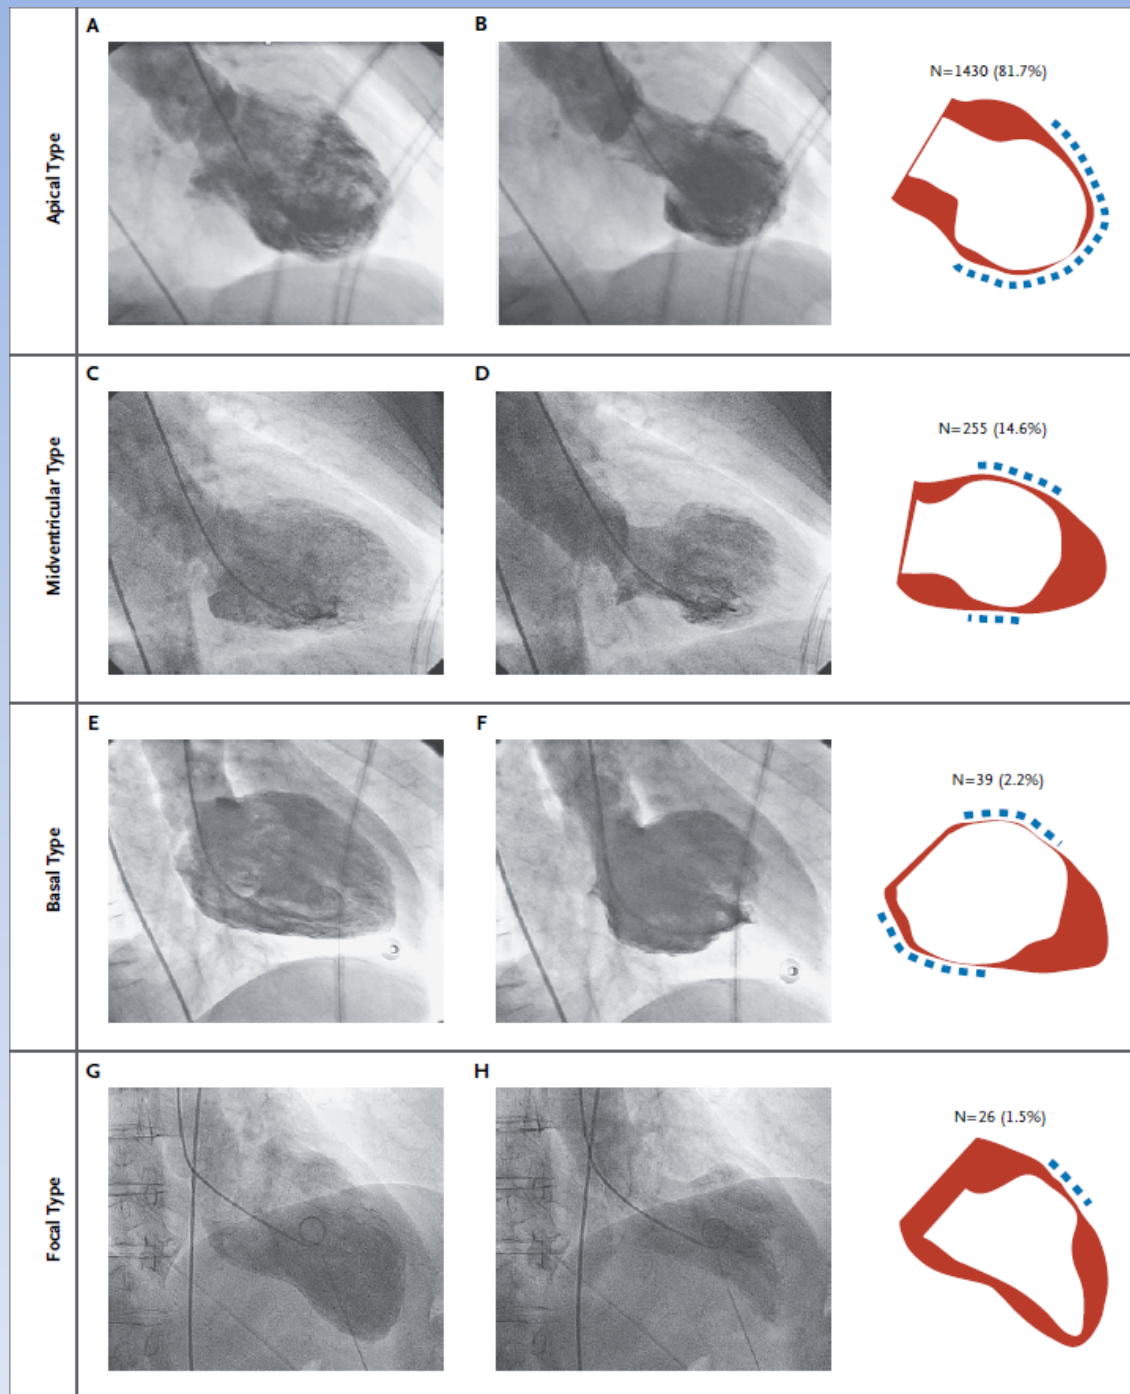 A
B
N=1430 (81.7%)
Apical Type
C
D
N=255 (14.6%)
Midventricular Type
E
F
N=39 (2.2%)
Basal Type
G
H
N=26 (1.5%)
Focal Type